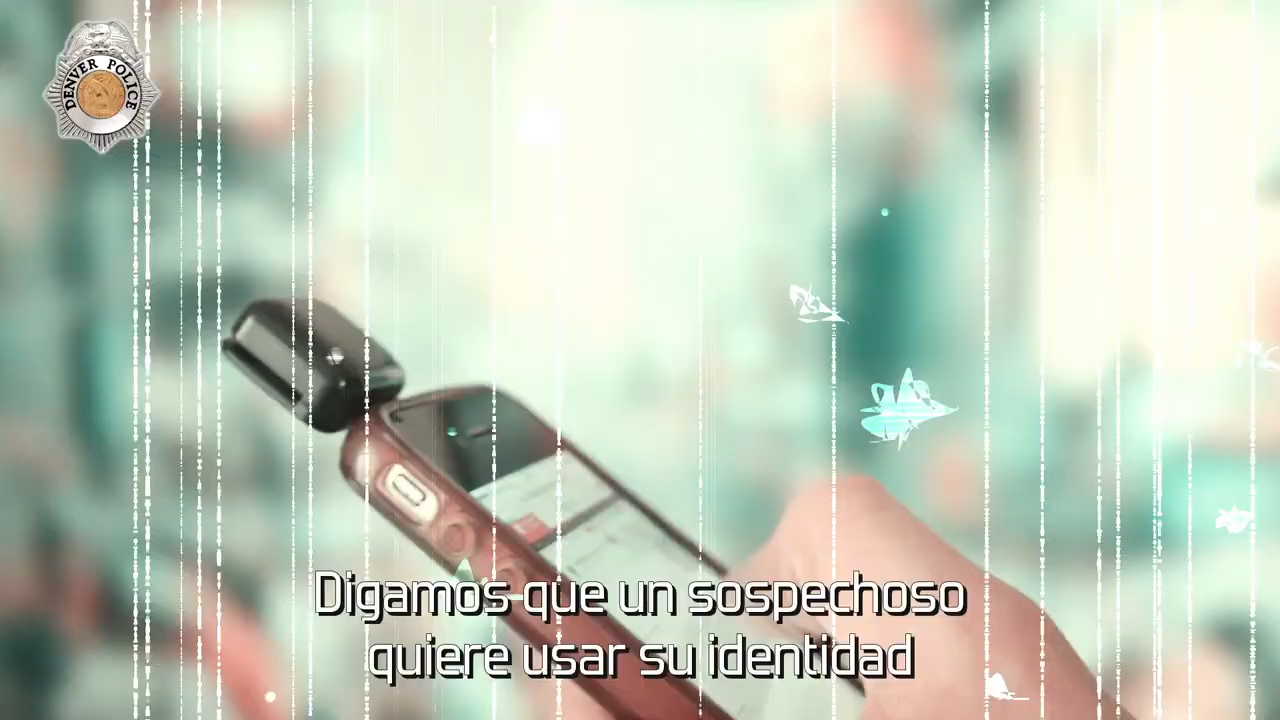 DENVER POLICE
Digamos que un sospechoso
quiere usar su identidad